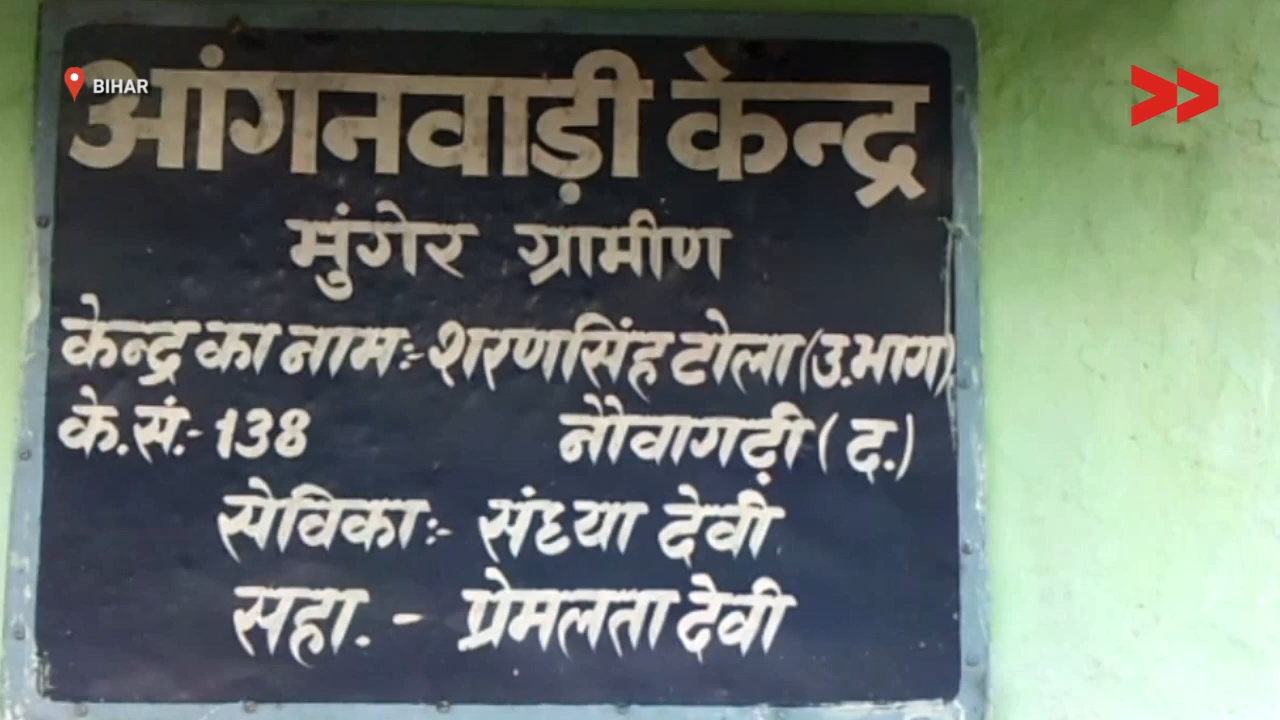 BIHAR
आंगनवाड़ी केन्द्र
मुंगेर ग्रामीण
केन्द्र का नामः- शरणसिंह टोला (उ.भाग)
के.सं.- 138 नौवागढ़ी ( द.)
सेविकाः- संध्या देवी
सहा. - प्रेमलता देवी